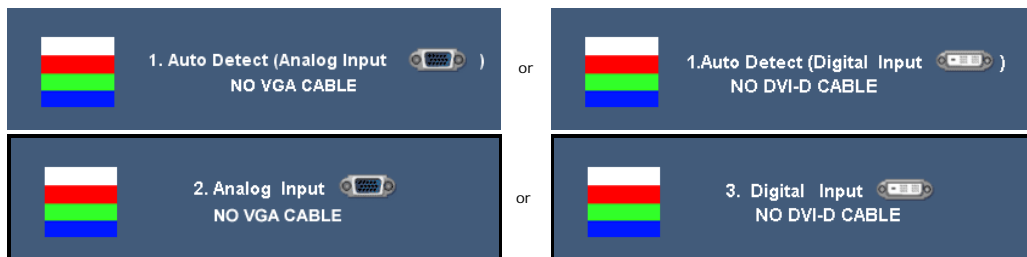 1. Auto Detect (Analog Input )
NO VGA CABLE
or
1.Auto Detect (Digital Input )
NO DVI-D CABLE
2. Analog Input
NO VGA CABLE
or
3. Digital Input
NO DVI-D CABLE